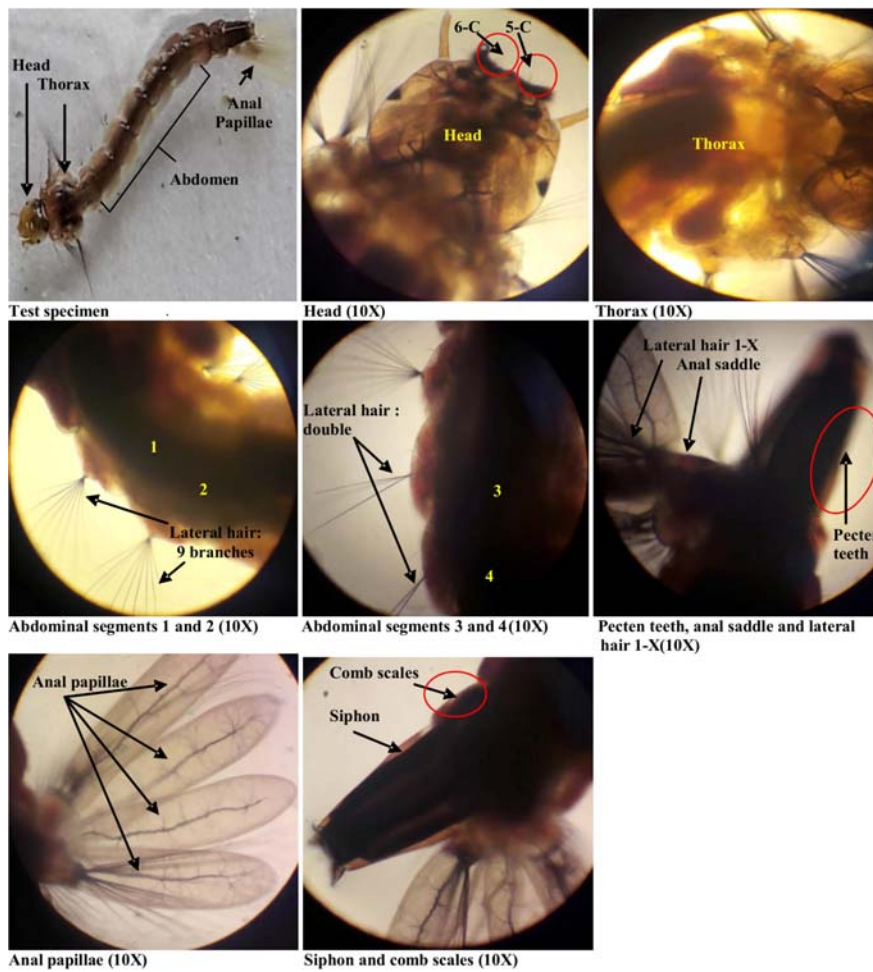 Head
Thorax
Anal
Papillae
Abdomen
Test specimen
6-C 5-C
Head
Head (10X)
Thorax
Thorax (10X)
1
2
Lateral hair:
9 branches
Abdominal segments 1 and 2 (10X)
Lateral hair :
double
3
4
Abdominal segments 3 and 4 (10X)
Lateral hair 1-X
Anal saddle
Pecten
teeth
Pecten teeth, anal saddle and lateral
hair 1-X(10X)
Anal papillae
Anal papillae (10X)
Comb scales
Siphon
Siphon and comb scales (10X)